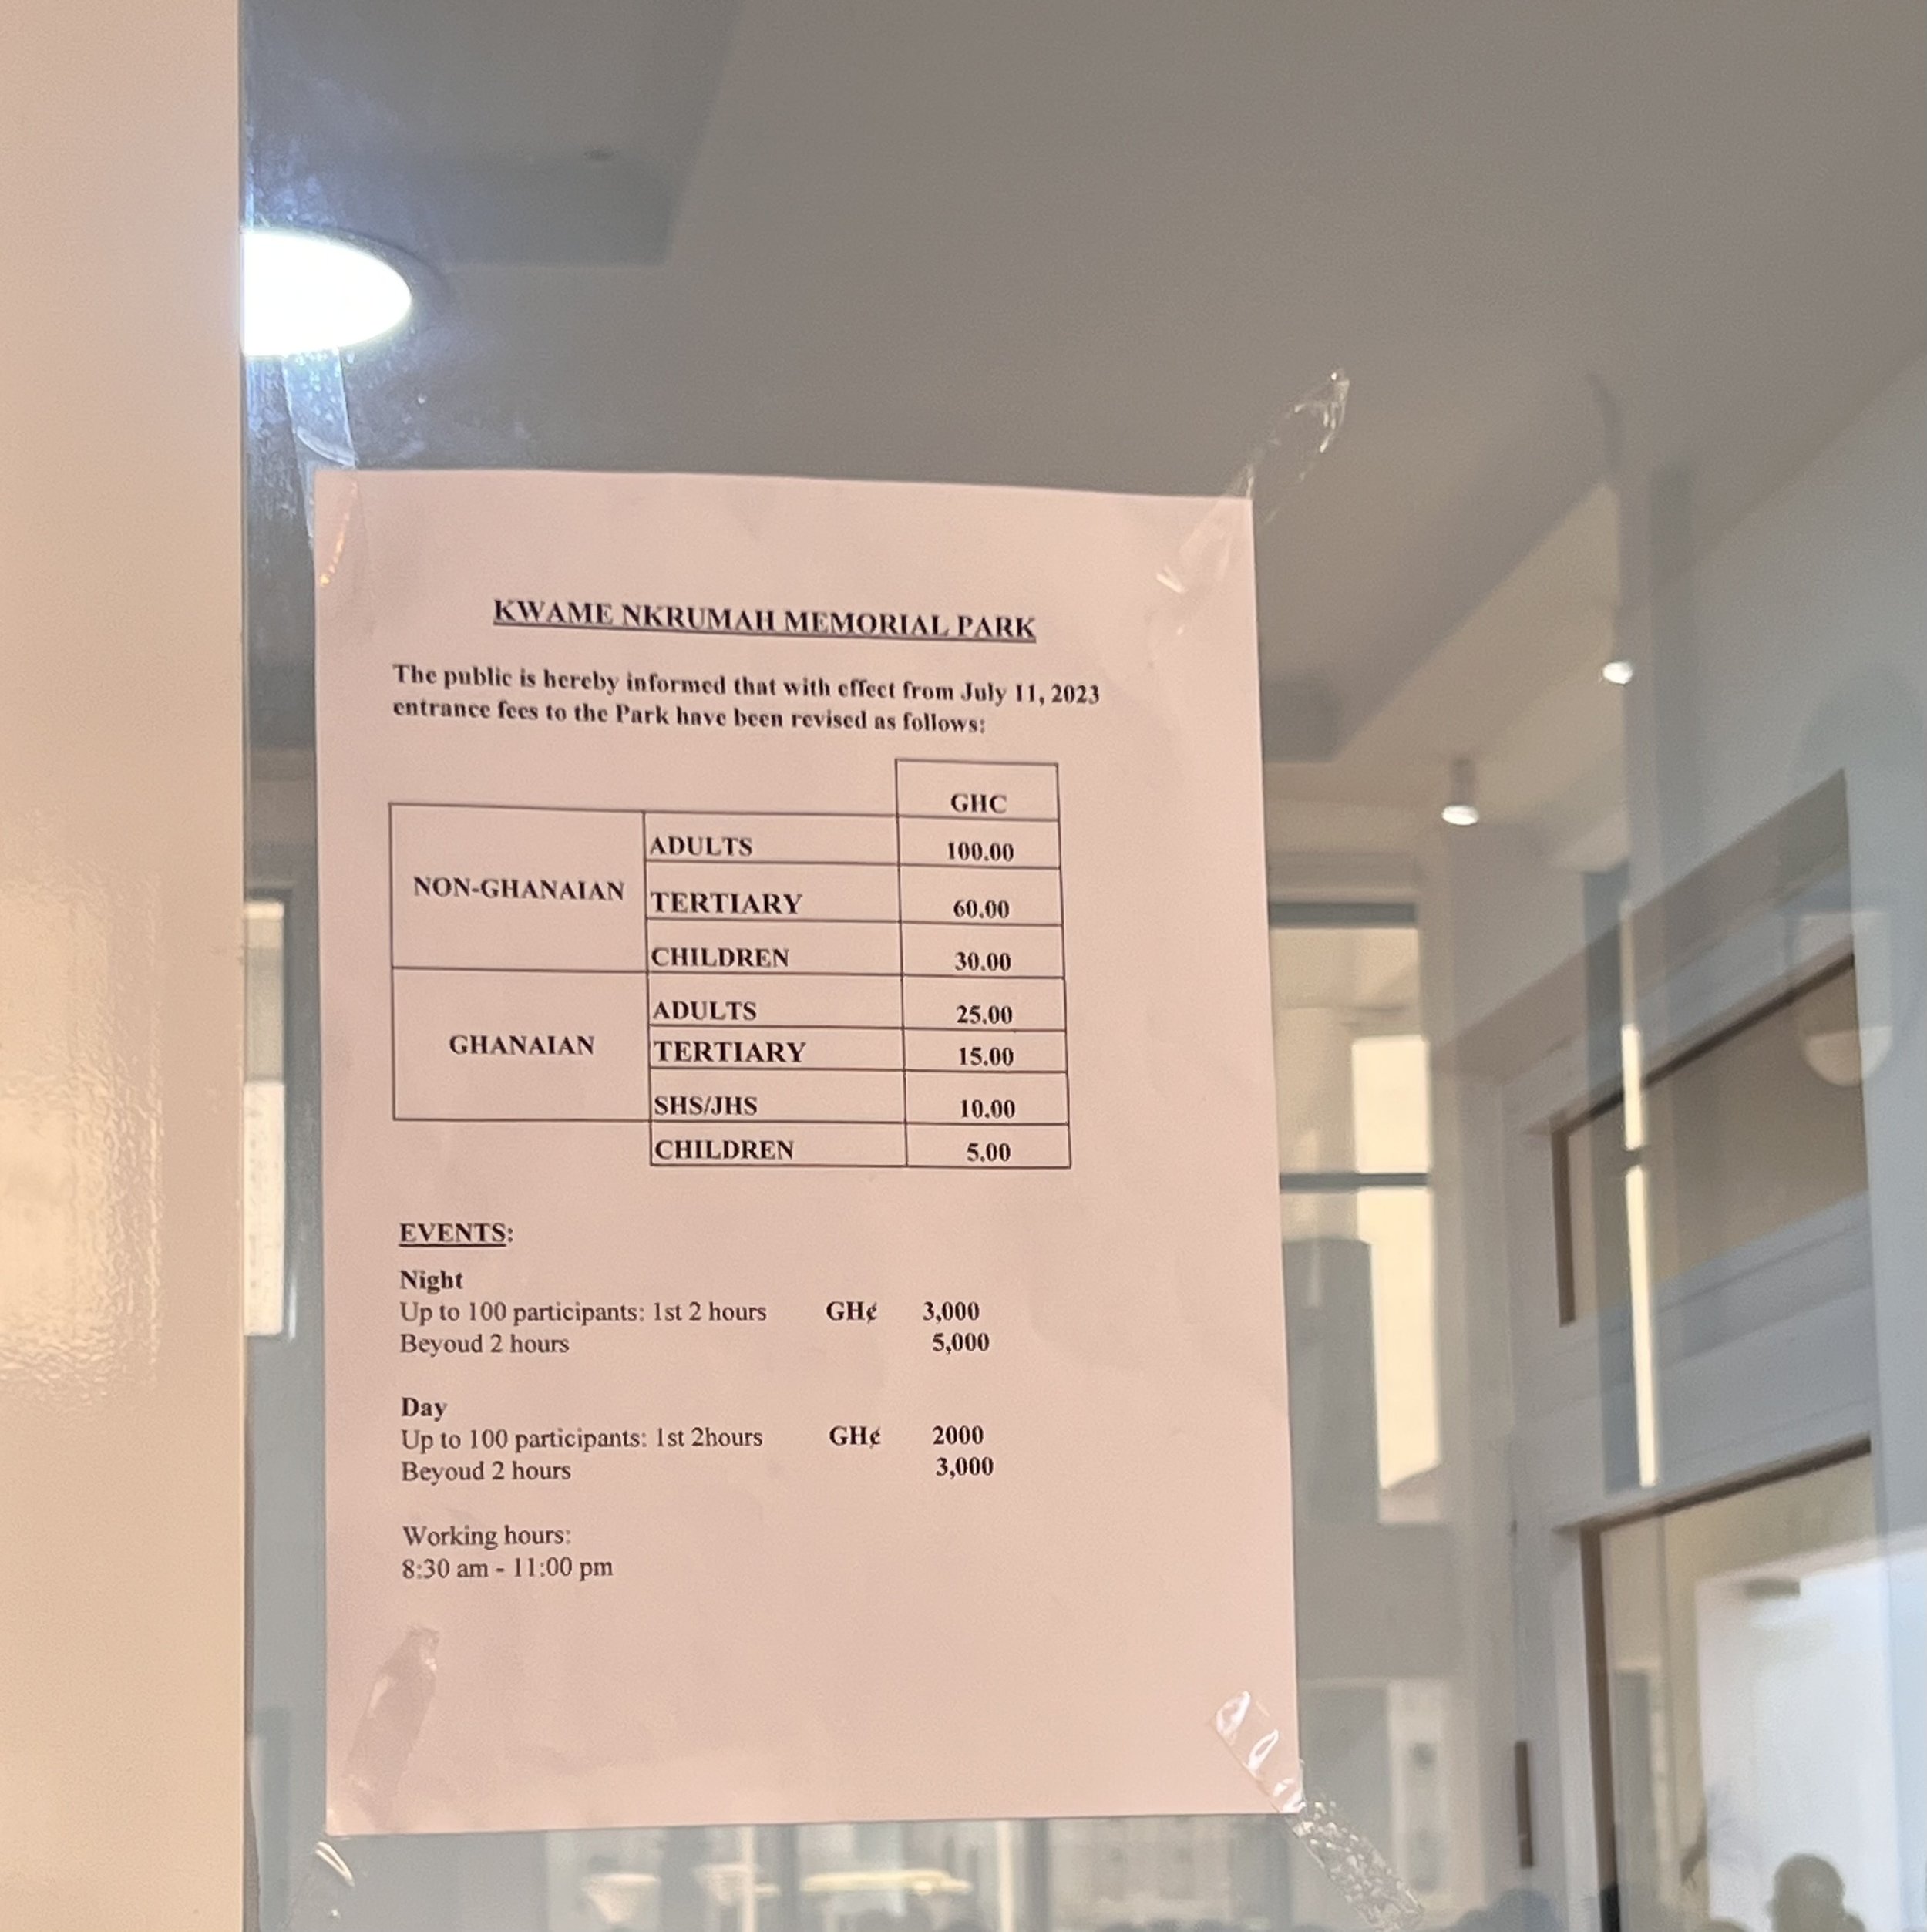 KWAME NKRUMAH MEMORIAL PARK
The public is hereby informed that with effect from July 11, 2023
entrance fees to the Park have been revised as follows:
GHC
NON-GHANAIAN
ADULTS 100.00
TERTIARY 60.00
CHILDREN 30.00
GHANAIAN
ADULTS 25.00
TERTIARY 15.00
SHS/JHS 10.00
CHILDREN 5.00
EVENTS:
Night
Up to 100 participants: 1st 2 hours GH¢ 3,000
Beyoud 2 hours 5,000
Day
Up to 100 participants: 1st 2hours GH¢ 2000
Beyoud 2 hours 3,000
Working hours:
8:30 am - 11:00 pm